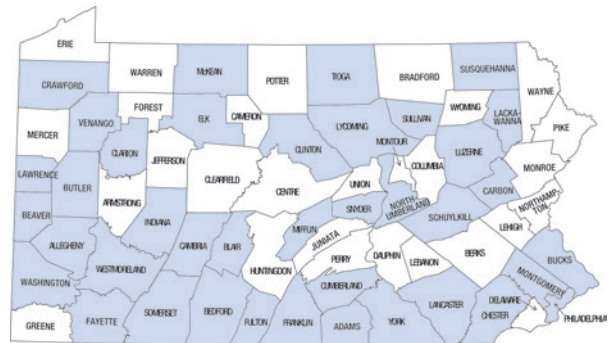 ERIE
CRAWFORD
WARREN
McKEAN
POTTER
TIOGA
BRADFORD
SUSQUEHANNA
WAYNE
FOREST
VENANGO
ELK
CAMERON
LYCOMING
SULLIVAN
WYOMING
LACKA-
WANNA
PIKE
MERCER
CLARION
JEFFERSON
CLINTON
MONTOUR
COLUMBIA
LUZERNE
MONROE
LAWRENCE
BUTLER
ARMSTRONG
CLEARFIELD
CENTRE
UNION
NORTH-
UMBERLAND
CARBON
NORTHAMP
TON
BEAVER
INDIANA
SNYDER
SCHUYLKILL
LEHIGH
ALLEGHENY
CAMBRIA
BLAIR
MIFFLIN
JUNIATA
PERRY
DAUPHIN
LEBANON
BERKS
BUCKS
WASHINGTON
WESTMORELAND
HUNTINGDON
CUMBERLAND
MONTGOMERY
GREENE
FAYETTE
SOMERSET
BEDFORD
FULTON
FRANKLIN
ADAMS
YORK
LANCASTER
CHESTER
DELAWARE
PHILADELPHIA